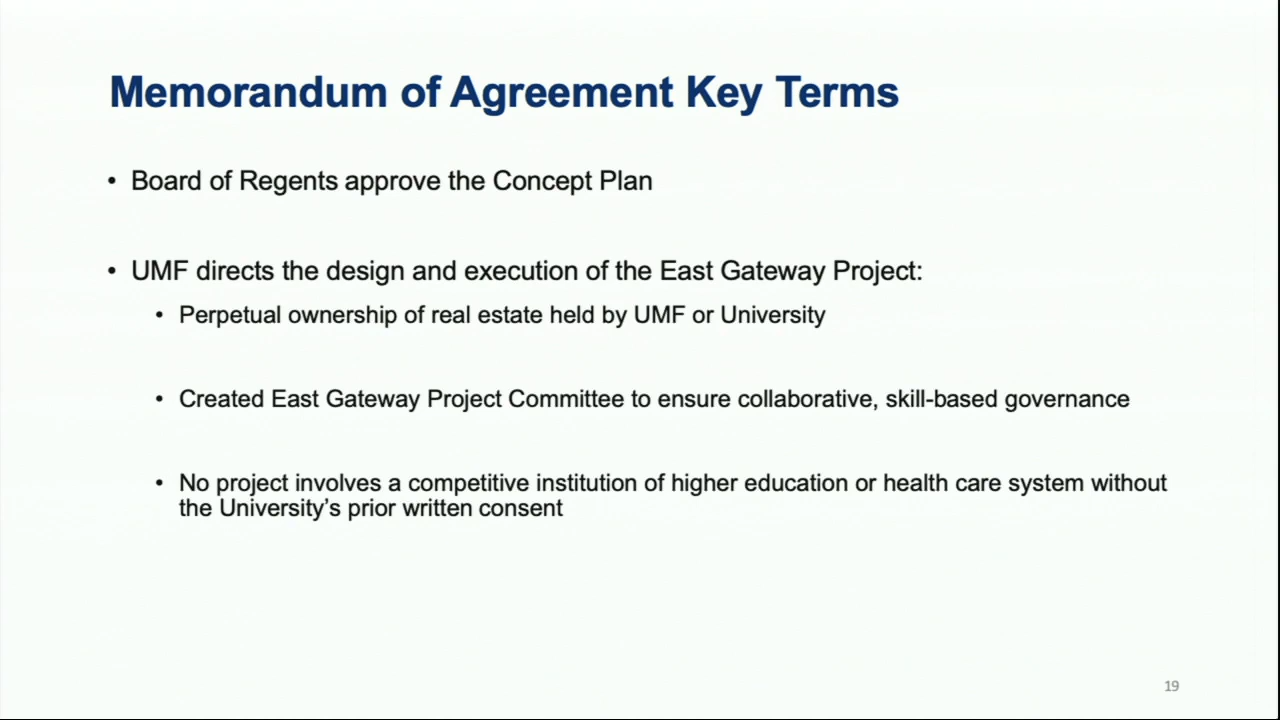 Memorandum of Agreement Key Terms
• Board of Regents approve the Concept Plan
• UMF directs the design and execution of the East Gateway Project:
• Perpetual ownership of real estate held by UMF or University
• Created East Gateway Project Committee to ensure collaborative, skill-based governance
• No project involves a competitive institution of higher education or health care system without
the University’s prior written consent
19